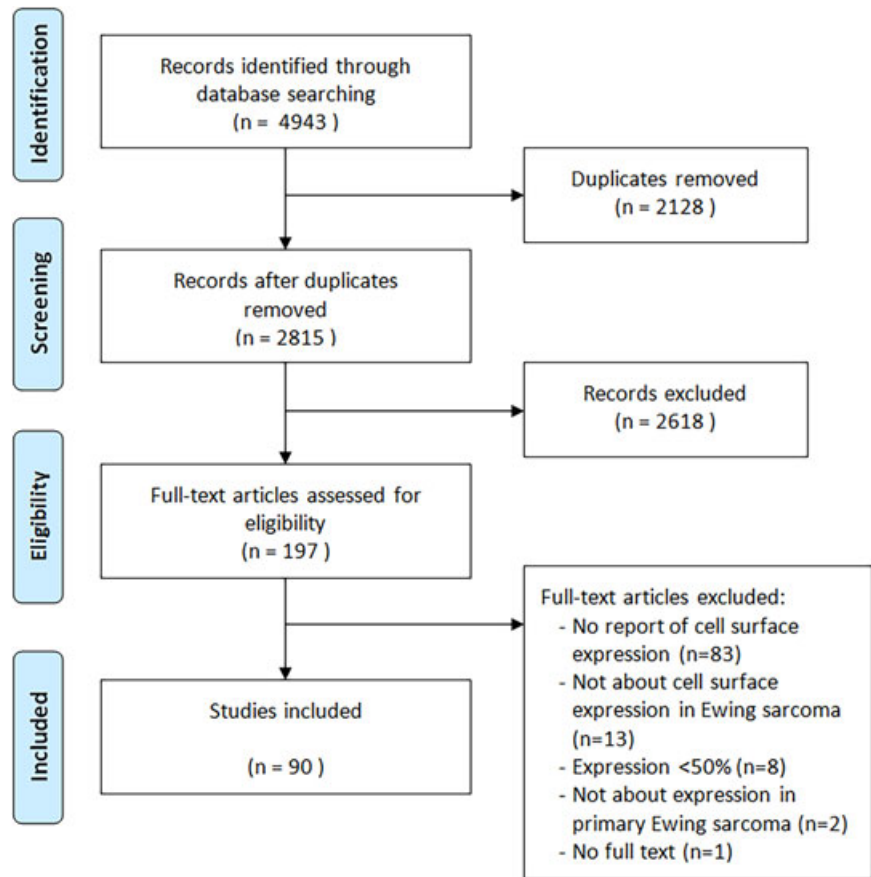 Identification
Records identified through
database searching
(n = 4943 )
Duplicates removed
(n = 2128 )
Screening
Records after duplicates
removed
(n = 2815 )
Records excluded
(n = 2618 )
Eligibility
Full-text articles assessed for
eligibility
(n = 197 )
Full-text articles excluded:
- No report of cell surface
expression (n=83)
- Not about cell surface
expression in Ewing sarcoma
(n=13)
- Expression <50% (n=8)
- Not about expression in
primary Ewing sarcoma (n=2)
- No full text (n=1)
Included
Studies included
(n = 90 )